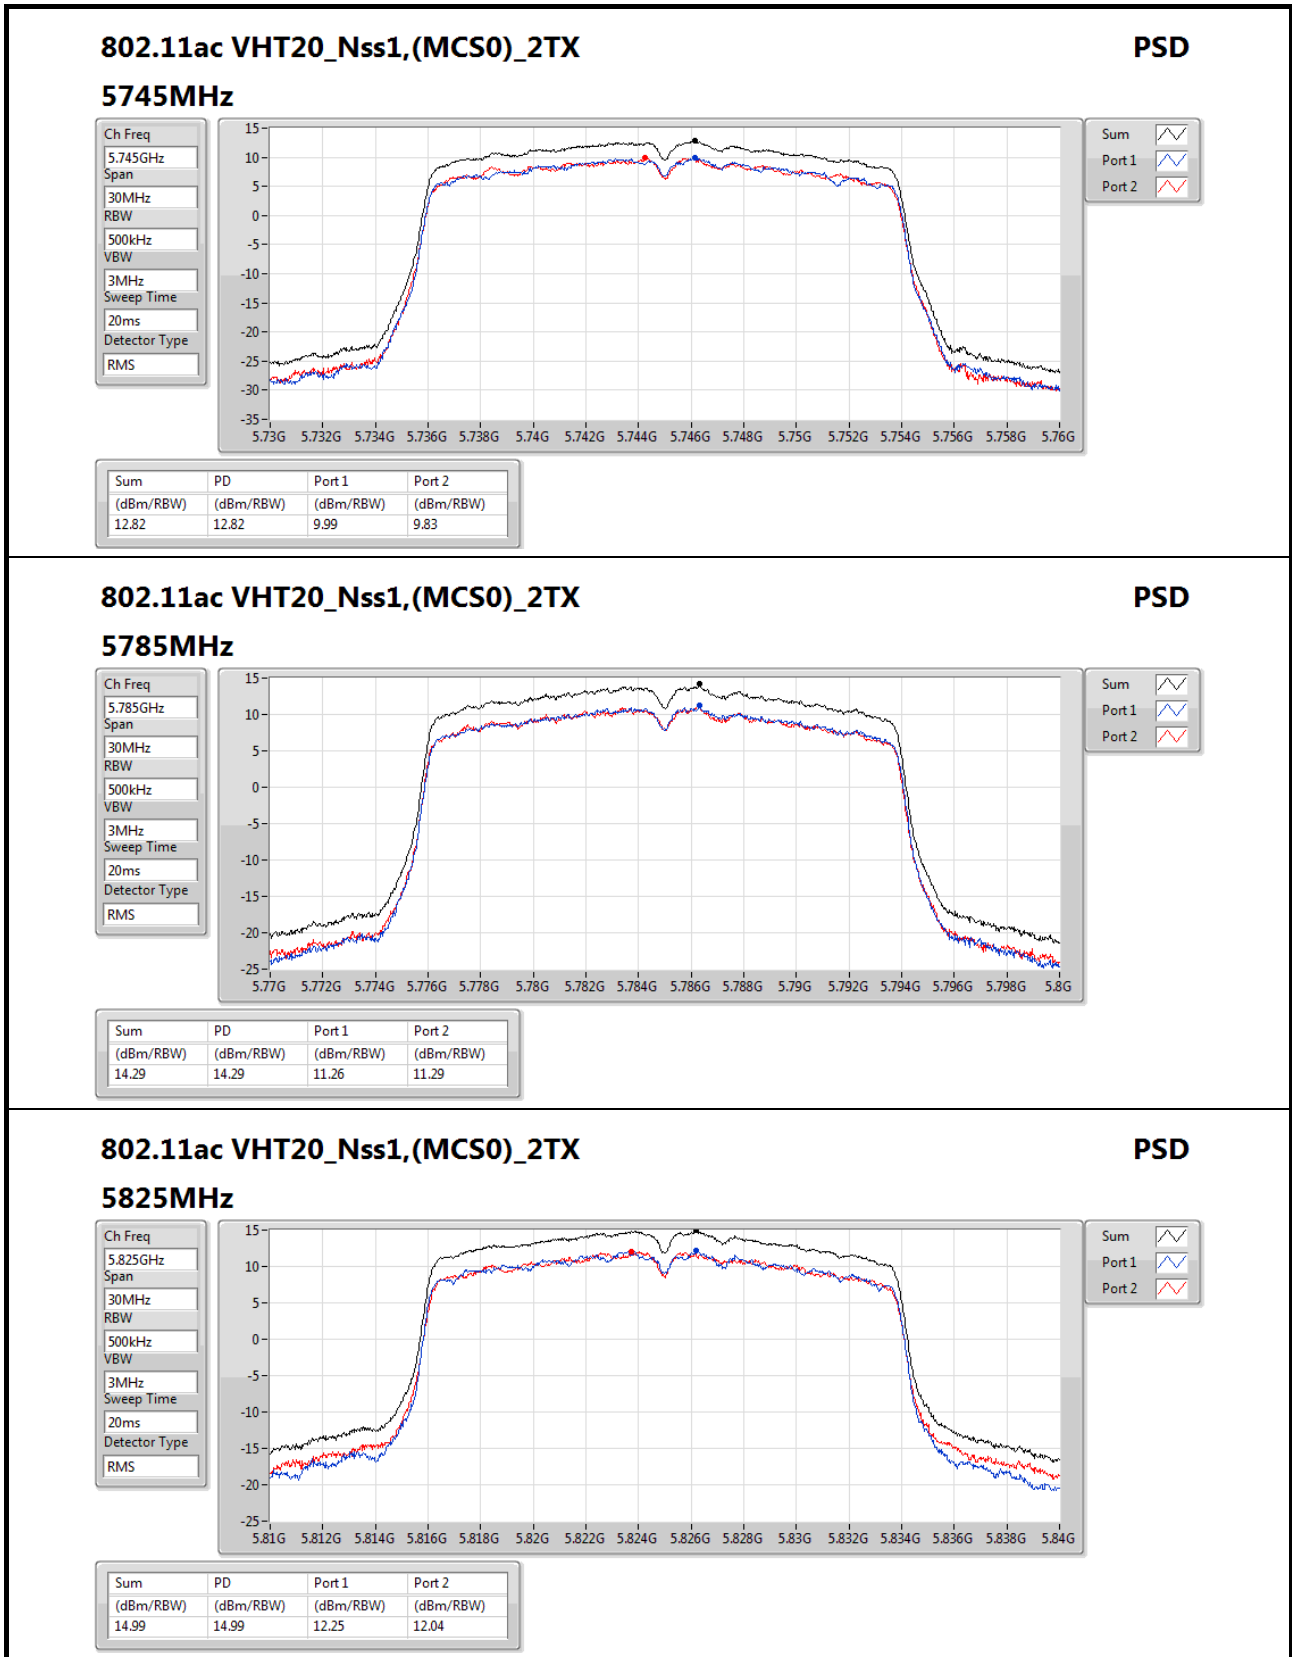 802.11ac VHT20_Nss1,(MCS0)_2TX PSD
5745MHz
Ch Freq
5.745GHz
Span
30MHz
RBW
500kHz
VBW
3MHz
Sweep Time
20ms
Detector Type
RMS
15
10
5
0
-5
-10
-15
-20
-25
-30
-35
5.73G 5.732G 5.734G 5.736G 5.738G 5.74G 5.742G 5.744G 5.746G 5.748G 5.75G 5.752G 5.754G 5.756G 5.758G 5.76G
Sum
Port 1
Port 2
Sum PD Port 1 Port 2
(dBm/RBW) (dBm/RBW) (dBm/RBW) (dBm/RBW)
12.82 12.82 9.99 9.83
802.11ac VHT20_Nss1,(MCS0)_2TX PSD
5785MHz
Ch Freq
5.785GHz
Span
30MHz
RBW
500kHz
VBW
3MHz
Sweep Time
20ms
Detector Type
RMS
15
10
5
0
-5
-10
-15
-20
-25
5.77G 5.772G 5.774G 5.776G 5.778G 5.78G 5.782G 5.784G 5.786G 5.788G 5.79G 5.792G 5.794G 5.796G 5.798G 5.8G
Sum
Port 1
Port 2
Sum PD Port 1 Port 2
(dBm/RBW) (dBm/RBW) (dBm/RBW) (dBm/RBW)
14.29 14.29 11.26 11.29
802.11ac VHT20_Nss1,(MCS0)_2TX PSD
5825MHz
Ch Freq
5.825GHz
Span
30MHz
RBW
500kHz
VBW
3MHz
Sweep Time
20ms
Detector Type
RMS
15
10
5
0
-5
-10
-15
-20
-25
5.81G 5.812G 5.814G 5.816G 5.818G 5.82G 5.822G 5.824G 5.826G 5.828G 5.83G 5.832G 5.834G 5.836G 5.838G 5.84G
Sum
Port 1
Port 2
Sum PD Port 1 Port 2
(dBm/RBW) (dBm/RBW) (dBm/RBW) (dBm/RBW)
14.99 14.99 12.25 12.04